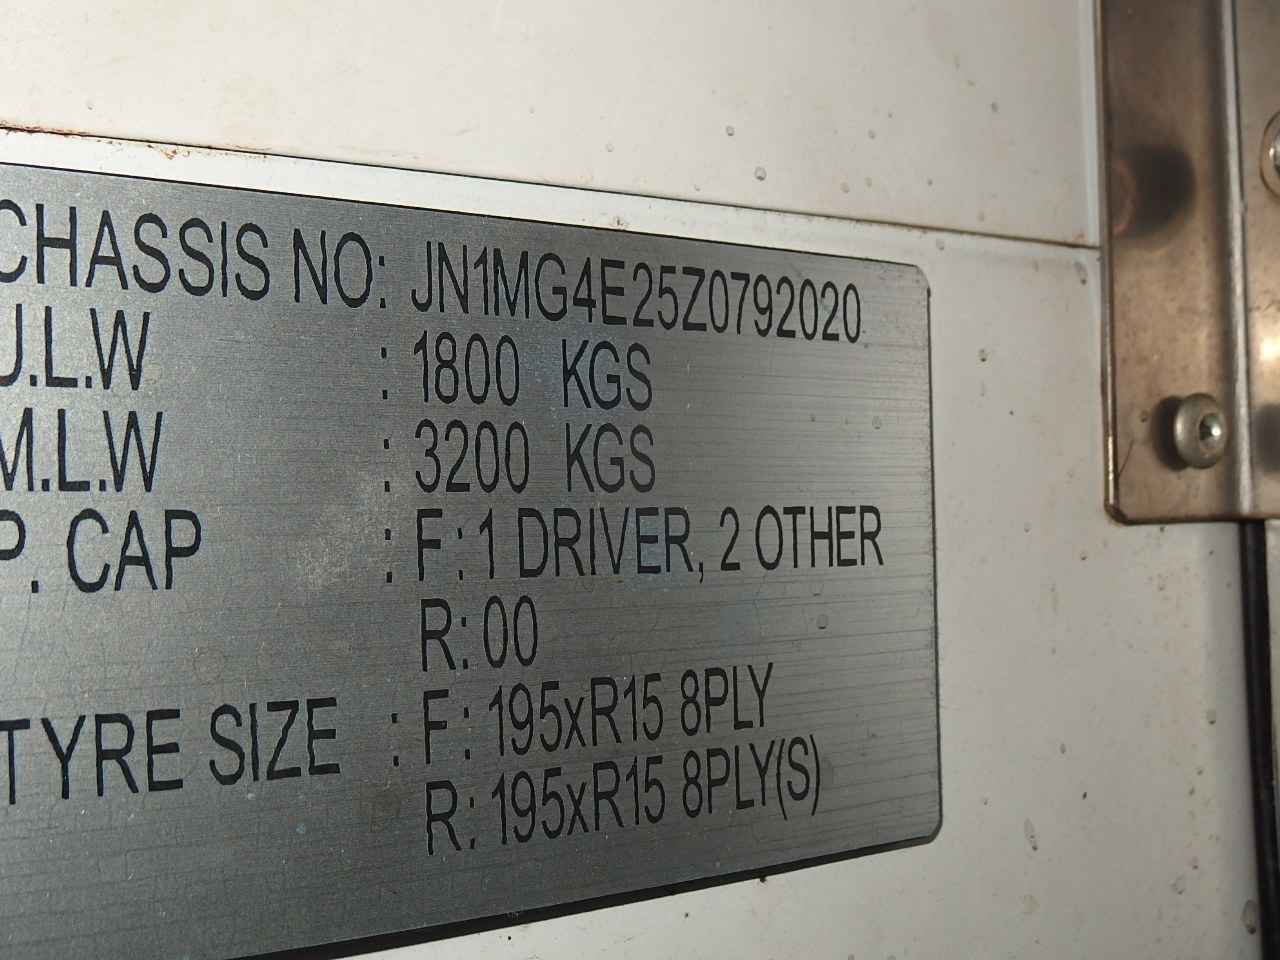 CHASSIS NO: JN1MG4E25Z0792020
U.L.W : 1800 KGS
M.L.W : 3200 KGS
P. CAP : F: 1 DRIVER, 2 OTHER
R: 00
TYRE SIZE : F: 195xR15 8PLY
R: 195xR15 8PLY(S)